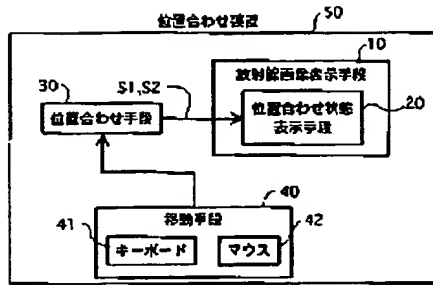 位置合わせ装置
50
10
放射線画像表示手段
30
S1,S2
位置合わせ手段
位置合わせ状態
表示手段
20
40
移動手段
41
キーボード
マウス
42